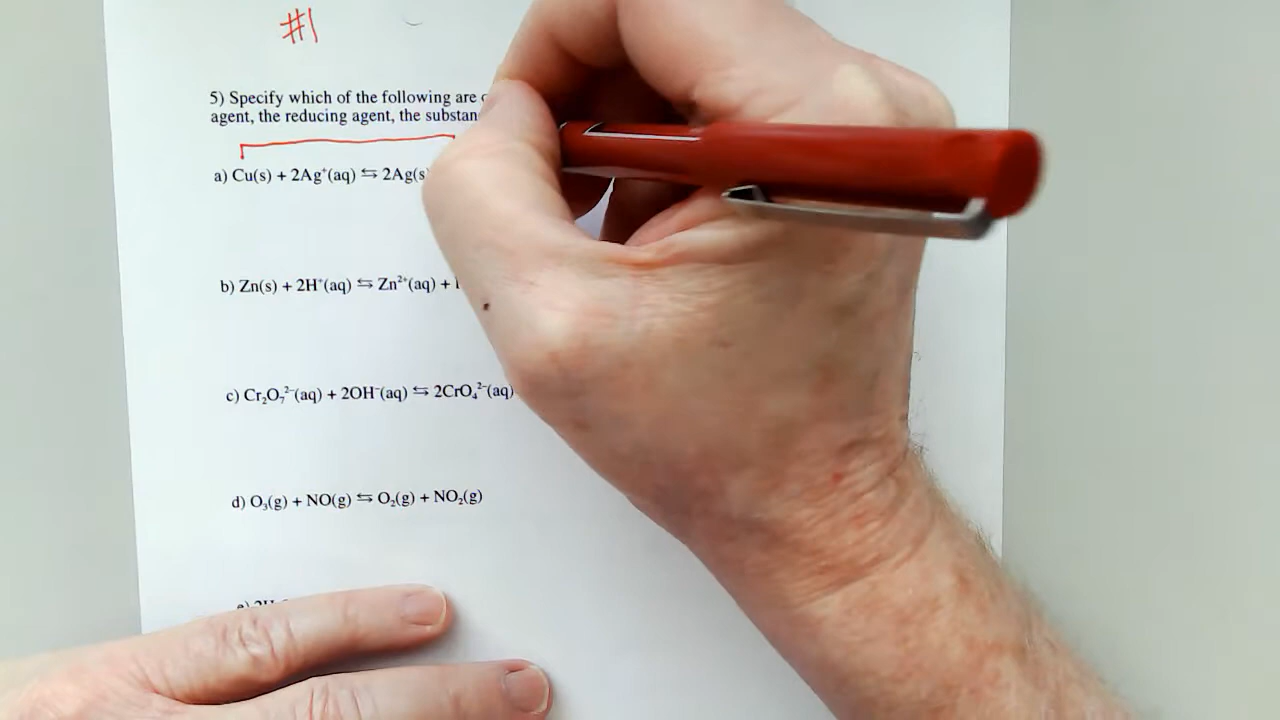 #1
5) Specify which of the following are
agent, the reducing agent, the
a) Cu(s) + 2Ag⁺(aq) ⇆ 2Ag(s)
b) Zn(s) + 2H⁺(aq) ⇆ Zn²⁺(aq) +
c) Cr₂O₇²⁻(aq) + 2OH⁻(aq) ⇆ 2CrO₄²⁻(aq)
d) O₃(g) + NO(g) ⇆ O₂(g) + NO₂(g)